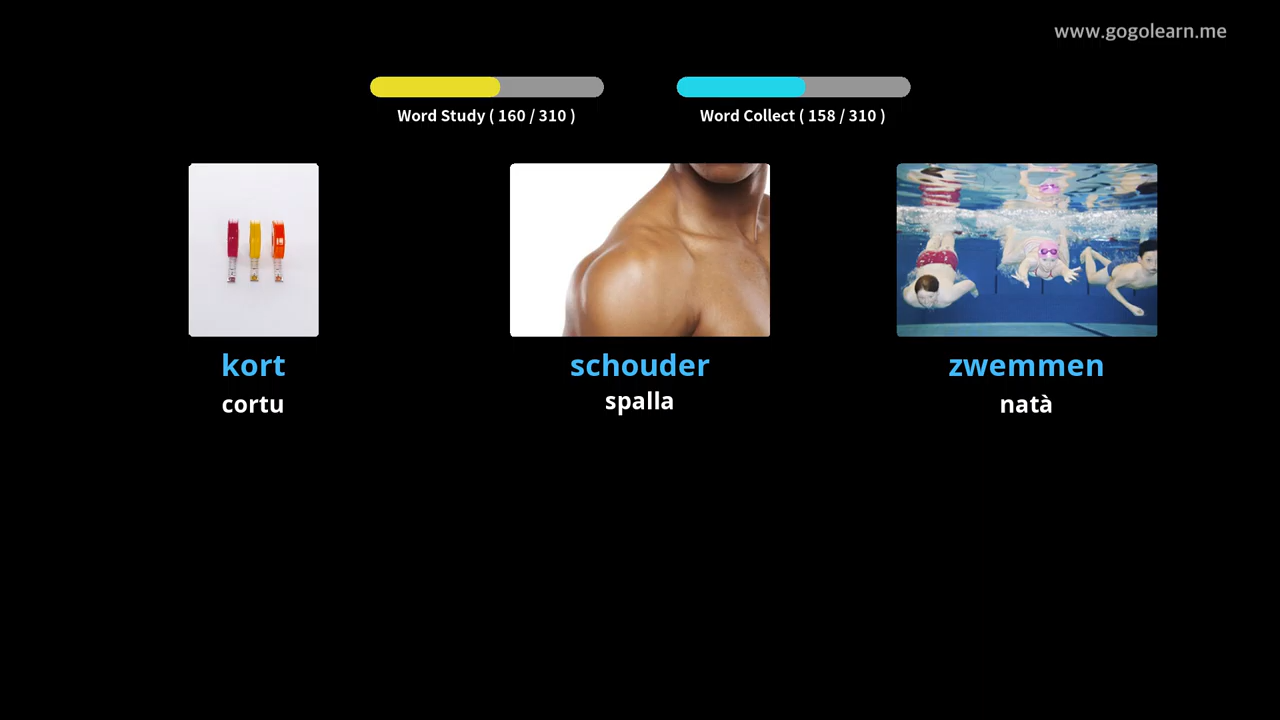 www.gogolearn.me
Word Study ( 160 / 310 )
Word Collect ( 158 / 310 )
kort
cortu
schouder
spalla
zwemmen
natà